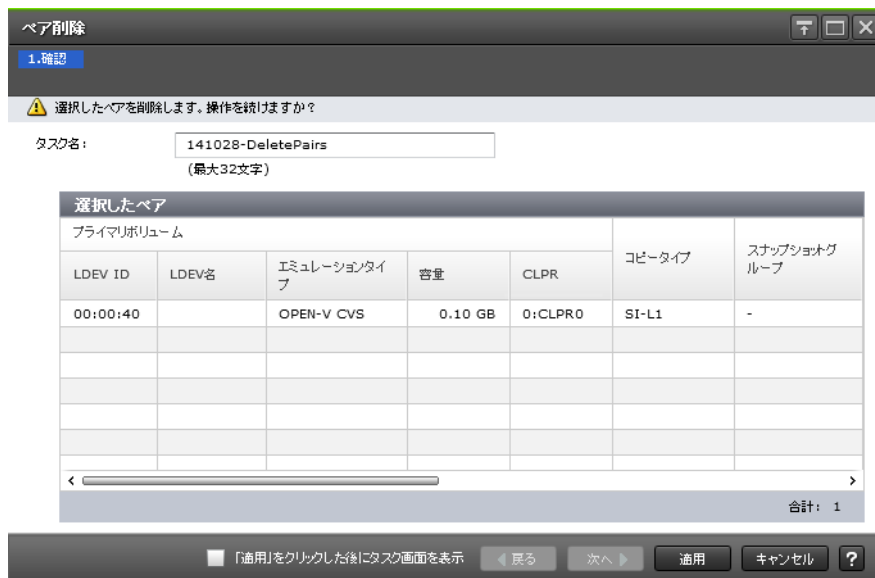 ペア削除
1.確認
選択したペアを削除します。操作を続けますか？
タスク名：
141028-DeletePairs
(最大32文字)
選択したペア
プライマリボリューム
コピータイプ
スナップショットグ
ループ
LDEV ID
LDEV名
エミュレーションタイ
プ
容量
CLPR
00:00:40
OPEN-V CVS
0.10 GB
0:CLPR0
SI-L1
-
合計： 1
「適用」をクリックした後にタスク画面を表示
戻る
次へ
適用
キャンセル
?